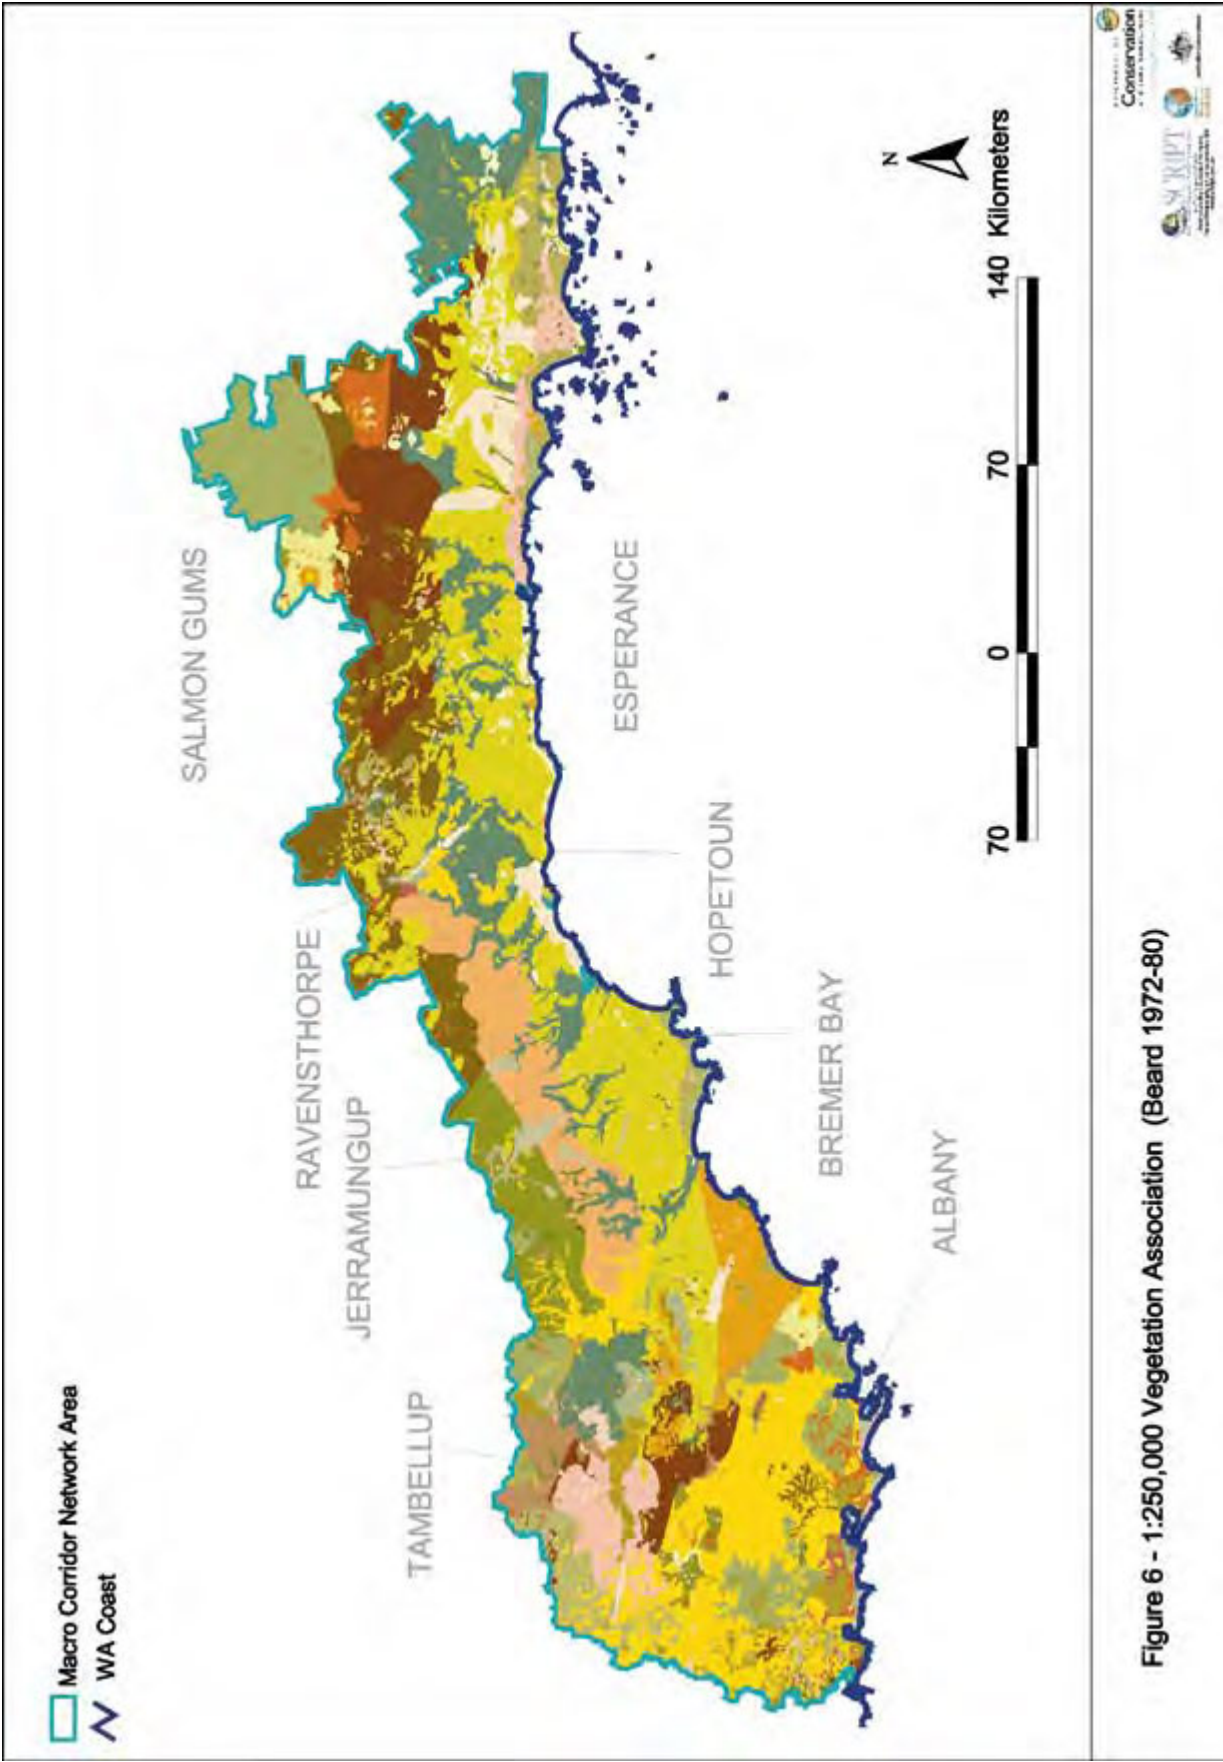 Macro Corridor Network Area
WA Coast
SALMON GUMS
RAVENSTHORPE
JERRAMUNGUP
TAMBELLUP
ESPERANCE
HOPETOUN
BREMER BAY
ALBANY
N
70 0 70 140 Kilometers
Figure 6 - 1:250,000 Vegetation Association (Beard 1972-80)
Conservation
SCRIPT